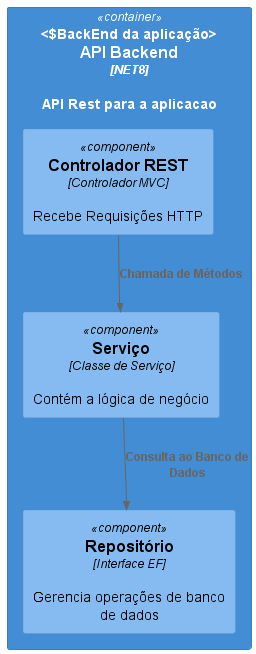 «container»
<$BackEnd da aplicação>
API Backend
[NET8]
API Rest para a aplicacao
«component»
Controlador REST
[Controlador MVC]
Recebe Requisições HTTP
Chamada de Métodos
«component»
Serviço
[Classe de Serviço]
Contém a lógica de negócio
Consulta ao Banco de
Dados
«component»
Repositório
[Interface EF]
Gerencia operações de banco
de dados